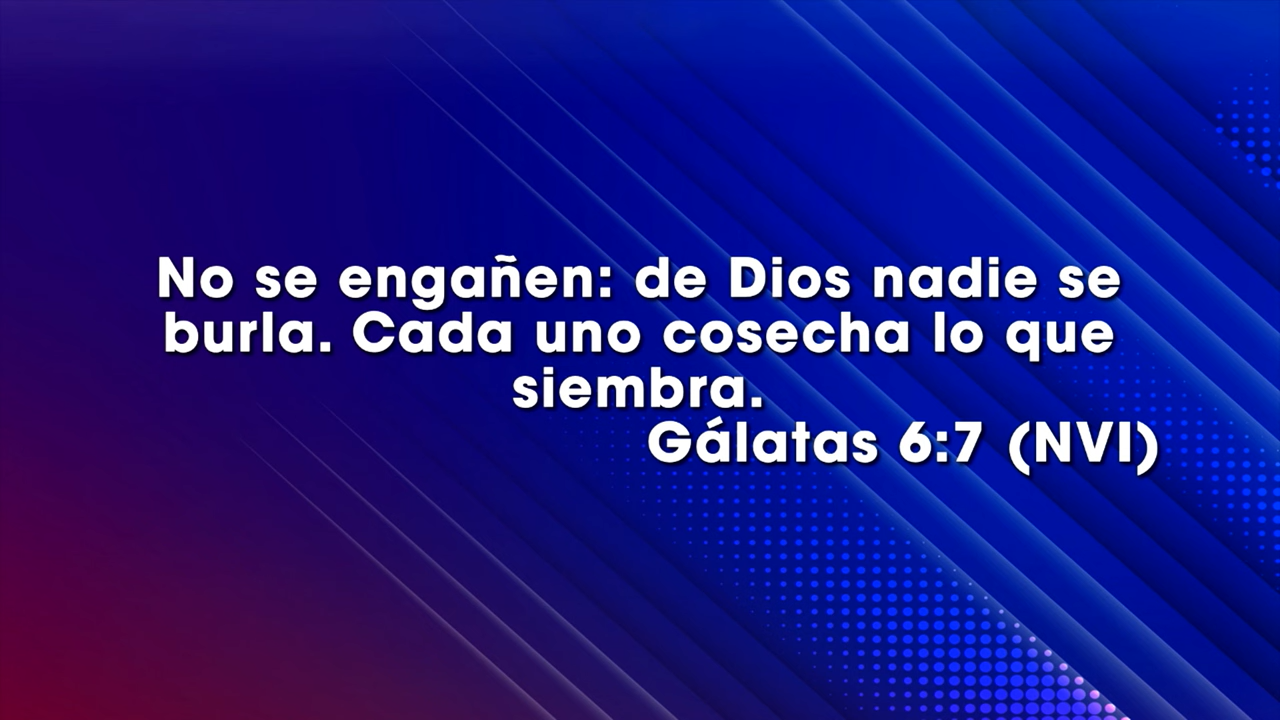 No se engañen: de Dios nadie se
burla. Cada uno cosecha lo que
siembra.
Gálatas 6:7 (NVI)